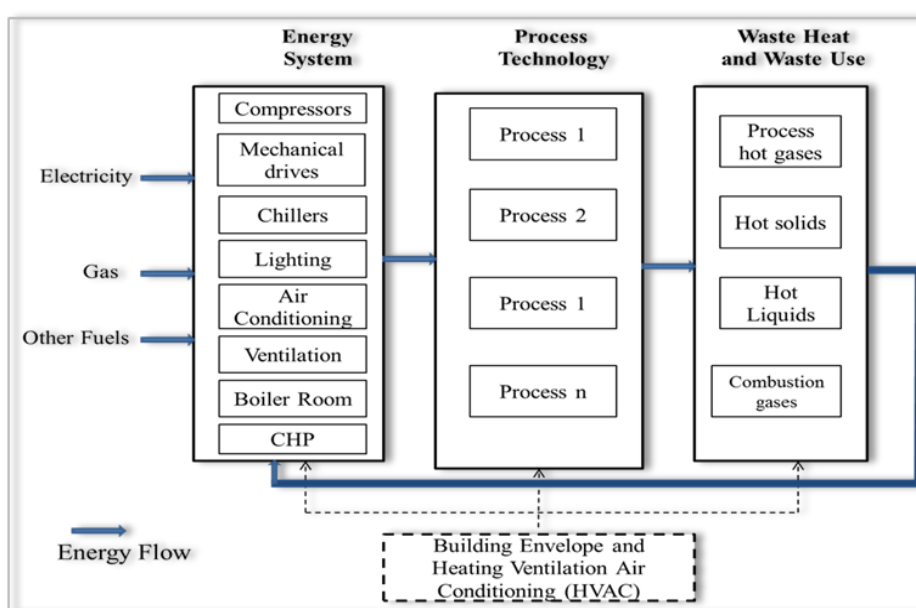 Energy
System
Process
Technology
Waste Heat
and Waste Use
Electricity
Gas
Other Fuels
Compressors
Mechanical
drives
Chillers
Lighting
Air
Conditioning
Ventilation
Boiler Room
CHP
Process 1
Process 2
Process 1
Process n
Process
hot gases
Hot solids
Hot
Liquids
Combustion
gases
Energy Flow
Building Envelope and
Heating Ventilation Air
Conditioning (HVAC)